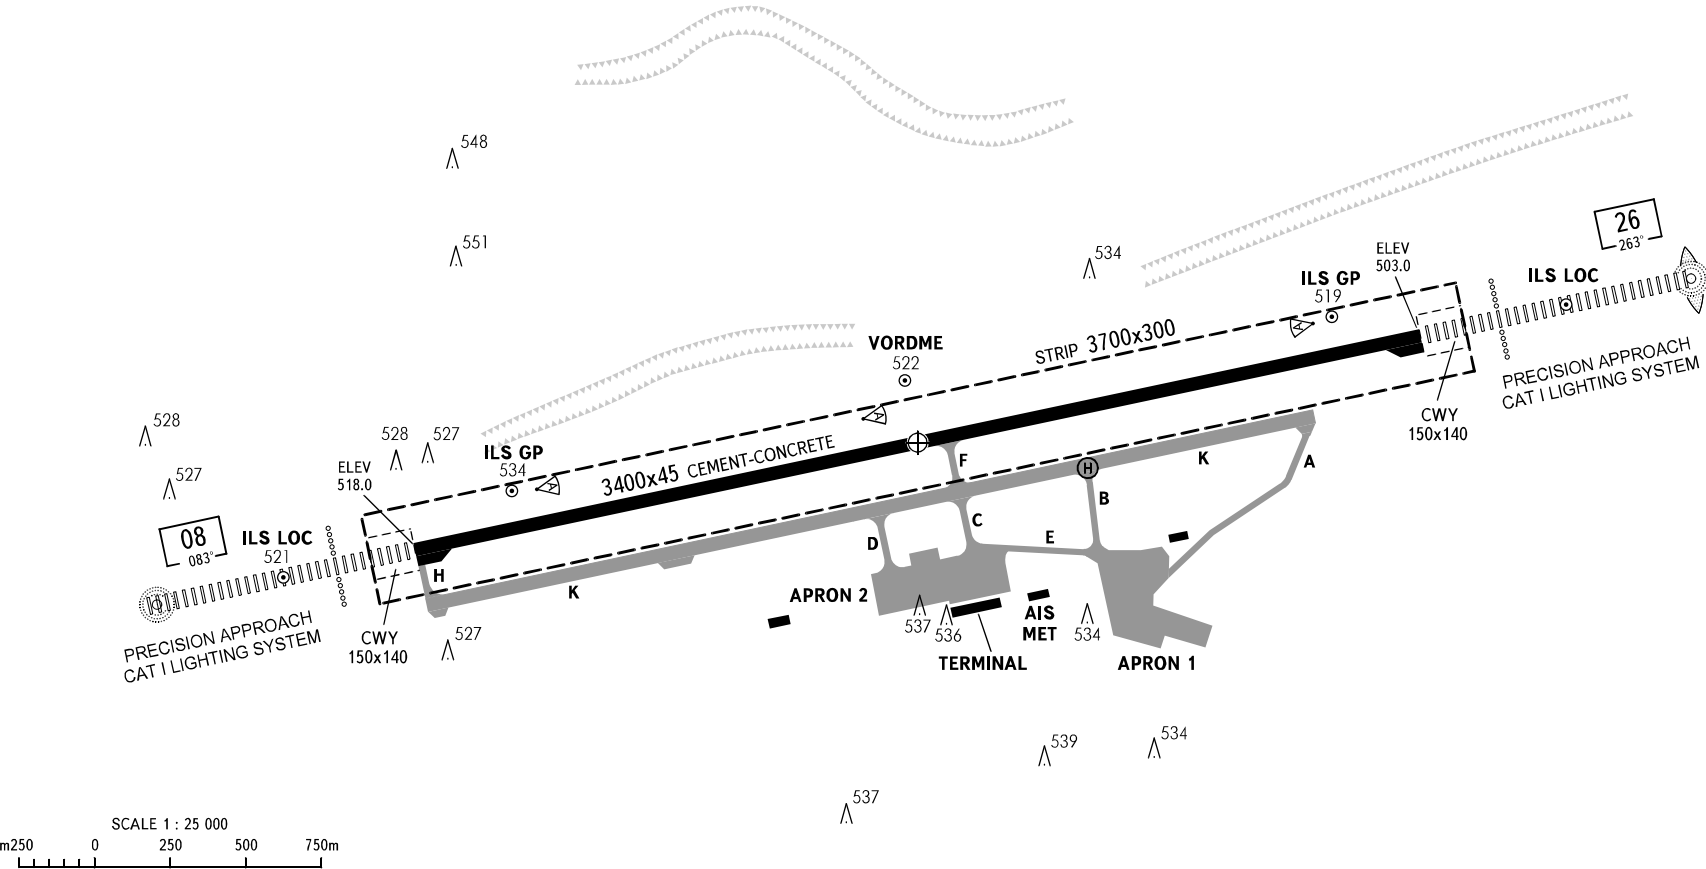 548
551
534
26
263°
ELEV
503.0
ILS LOC
ILS GP
519
STRIP 3700x300
VORDME
522
PRECISION APPROACH
CAT I LIGHTING SYSTEM
CWY
150x140
A
A
A
528
528
527
527
ILS GP
534
ELEV
518.0
3400x45 CEMENT-CONCRETE
F
H
K
A
B
C
D
E
08
083°
ILS LOC
521
H
K
APRON 2
537
536
AIS
MET
534
TERMINAL
APRON 1
PRECISION APPROACH
CAT I LIGHTING SYSTEM
CWY
150x140
527
539
534
537
SCALE 1 : 25 000
m250 0 250 500 750m